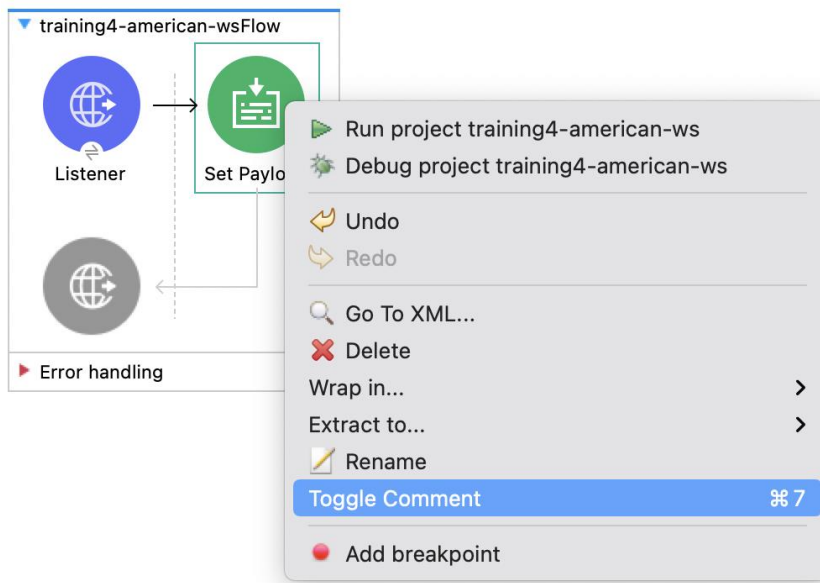 training4-american-wsFlow
Listener
Set Paylo
Error handling
Run project training4-american-ws
Debug project training4-american-ws
Undo
Redo
Go To XML...
Delete
Wrap in...
Extract to...
Rename
Toggle Comment ⌘7
Add breakpoint